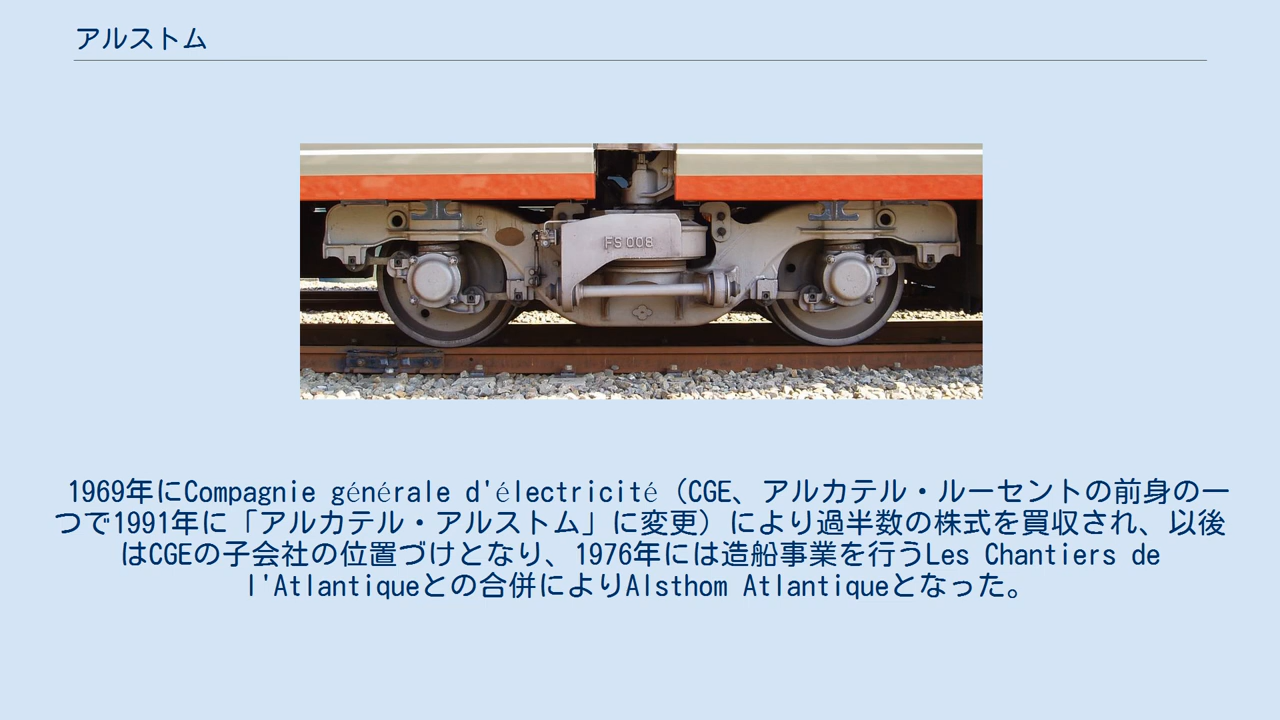 アルストム
FS 008
1969年にCompagnie générale d'électricité（CGE、アルカテル・ルーセントの前身の一
つで1991年に「アルカテル・アルストム」に変更）により過半数の株式を買収され、以後
はCGEの子会社の位置づけとなり、1976年には造船事業を行うLes Chantiers de
l'Atlantiqueとの合併によりAlsthom Atlantiqueとなった。